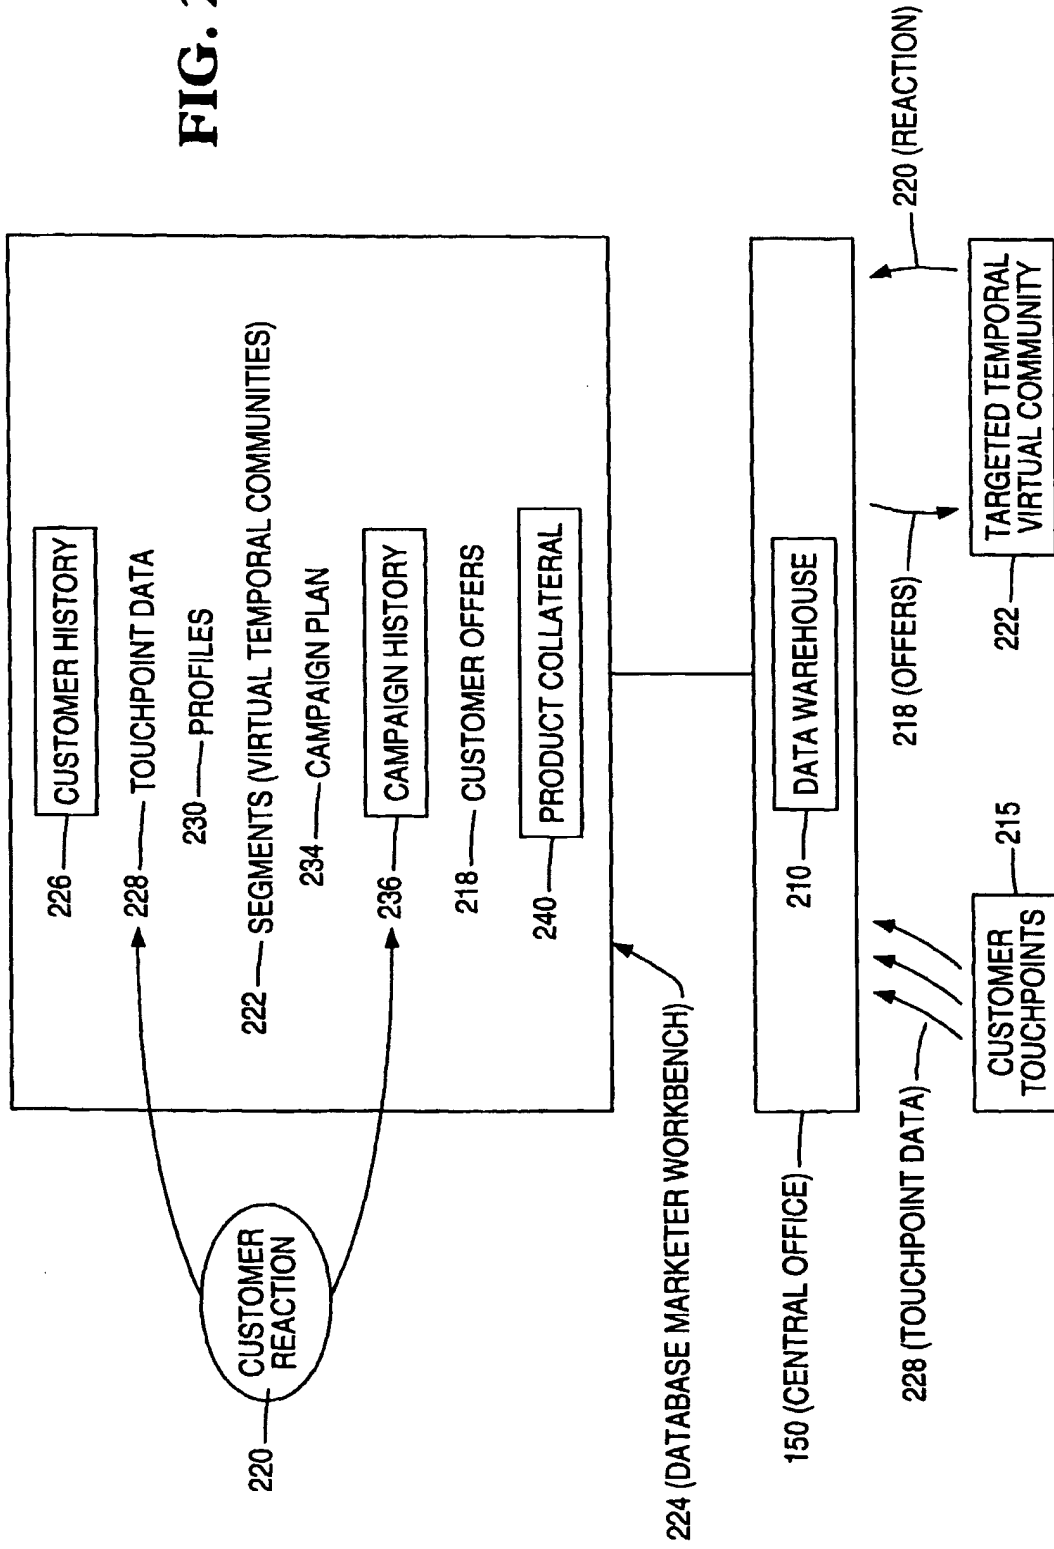 FIG. 2
220
CUSTOMER
REACTION
226
CUSTOMER HISTORY
228
TOUCHPOINT DATA
230
PROFILES
222
SEGMENTS (VIRTUAL TEMPORAL COMMUNITIES)
234
CAMPAIGN PLAN
236
CAMPAIGN HISTORY
218
CUSTOMER OFFERS
240
PRODUCT COLLATERAL
224 (DATABASE MARKETER WORKBENCH)
150 (CENTRAL OFFICE)
210
DATA WAREHOUSE
228 (TOUCHPOINT DATA)
218 (OFFERS)
220 (REACTION)
CUSTOMER
TOUCHPOINTS
215
222
TARGETED TEMPORAL
VIRTUAL COMMUNITY